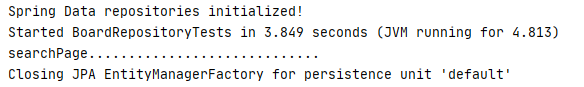 Spring Data repositories initialized!
Started BoardRepositoryTests in 3.849 seconds (JVM running for 4.813)
searchPage.............................
Closing JPA EntityManagerFactory for persistence unit 'default'